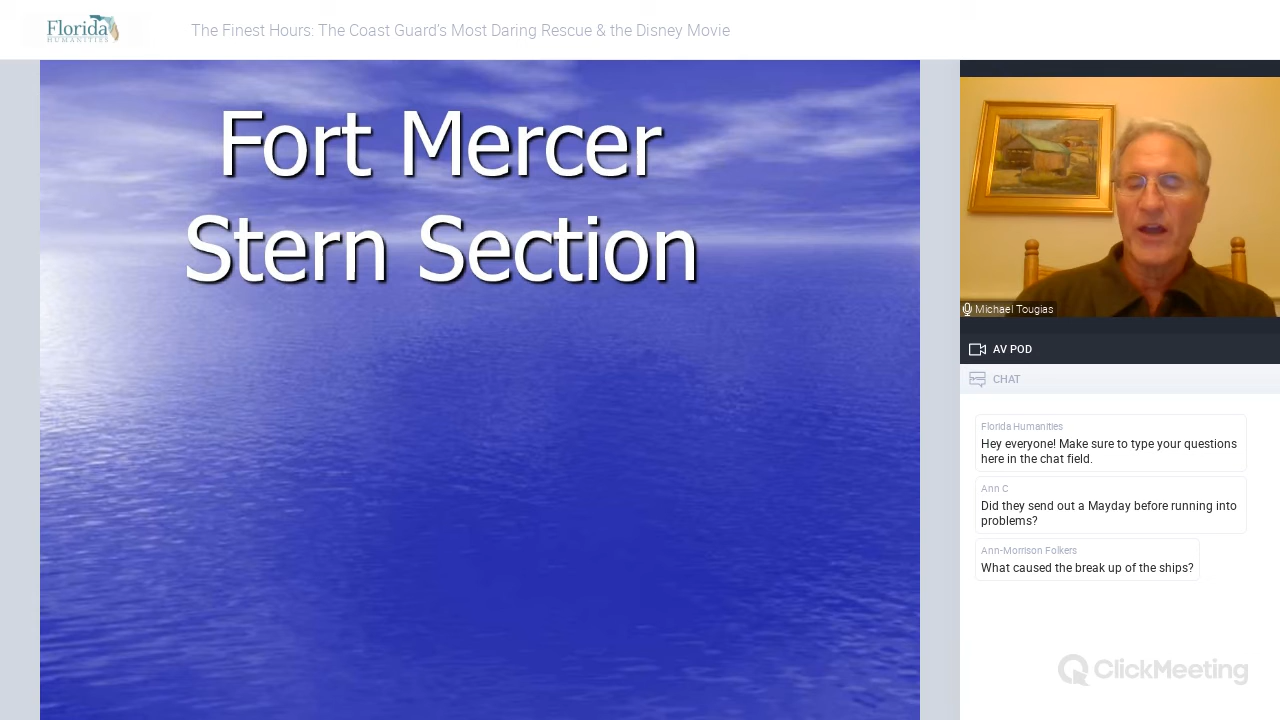 Florida
HUMANITIES
The Finest Hours: The Coast Guard's Most Daring Rescue & the Disney Movie
Fort Mercer
Stern Section
Michael Tougias
AV POD
CHAT
Florida Humanities
Hey everyone! Make sure to type your questions
here in the chat field.
Ann C
Did they send out a Mayday before running into
problems?
Ann-Morrison Folkers
What caused the break up of the ships?
ClickMeeting